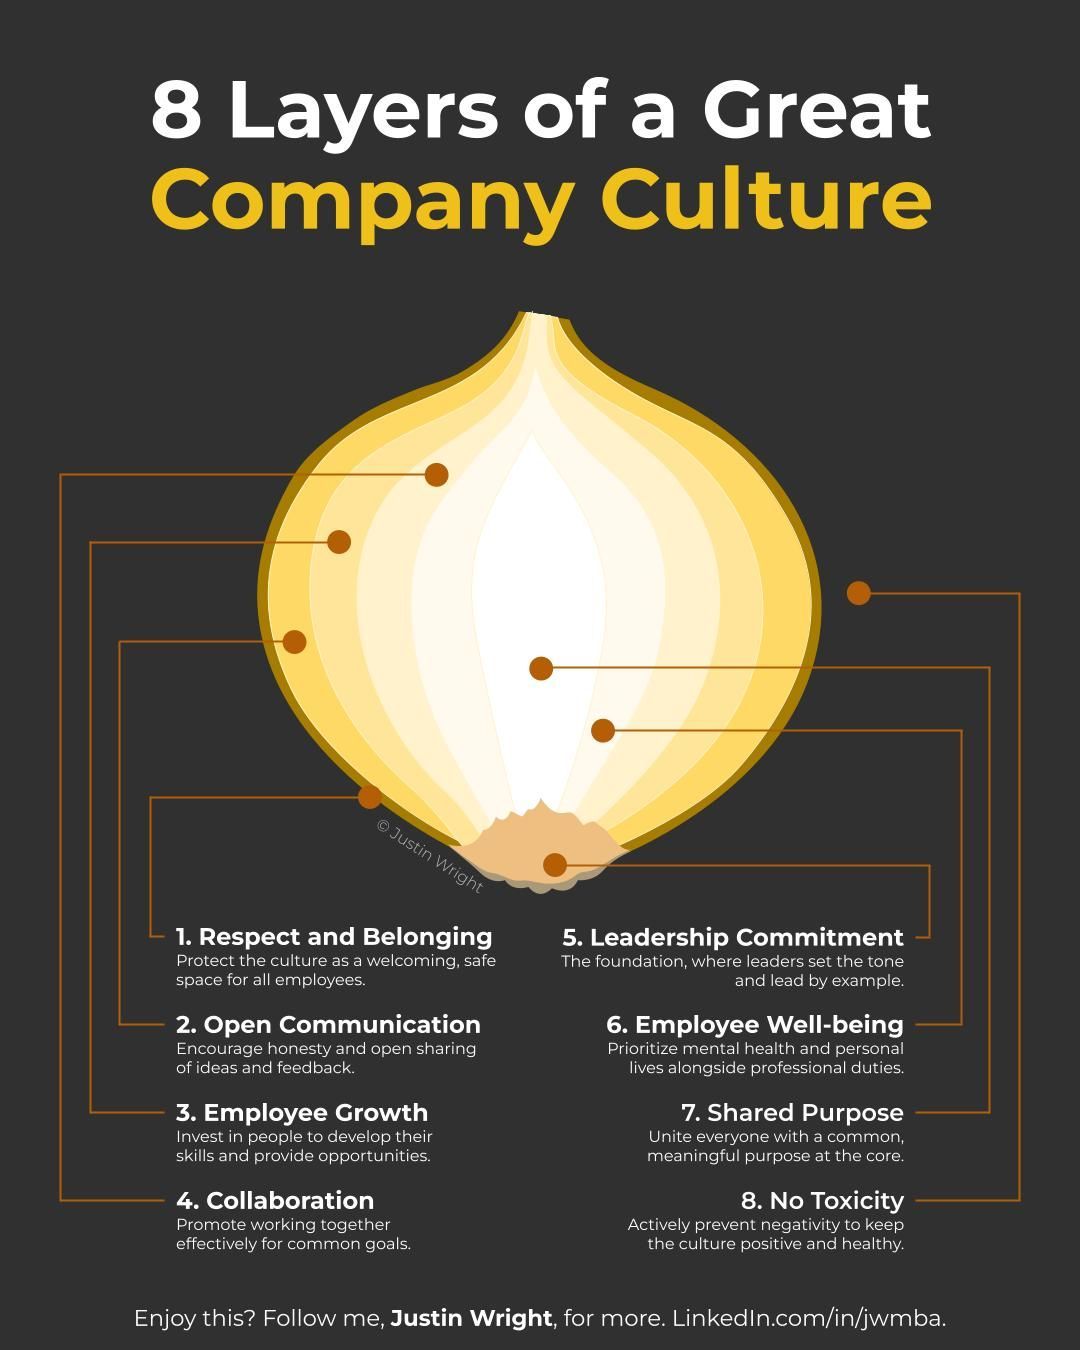 8 Layers of a Great
Company Culture
© Justin Wright
1. Respect and Belonging
Protect the culture as a welcoming, safe
space for all employees.
2. Open Communication
Encourage honesty and open sharing
of ideas and feedback.
3. Employee Growth
Invest in people to develop their
skills and provide opportunities.
4. Collaboration
Promote working together
effectively for common goals.
5. Leadership Commitment
The foundation, where leaders set the tone
and lead by example.
6. Employee Well-being
Prioritize mental health and personal
lives alongside professional duties.
7. Shared Purpose
Unite everyone with a common,
meaningful purpose at the core.
8. No Toxicity
Actively prevent negativity to keep
the culture positive and healthy.
Enjoy this? Follow me, Justin Wright, for more. LinkedIn.com/in/jwmba.